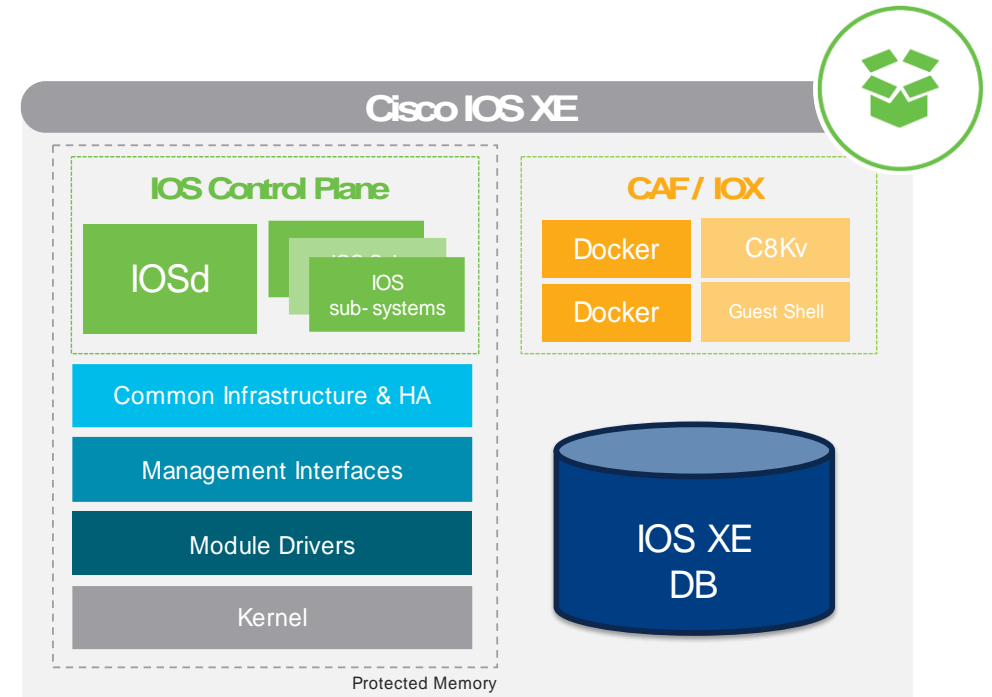 Cisco IOS XE
IOS Control Plane
IOSd
IOS
sub-systems
Common Infrastructure & HA
Management Interfaces
Module Drivers
Kernel
Protected Memory
CAF / IOX
Docker
C8Kv
Docker
Guest Shell
IOS XE
DB